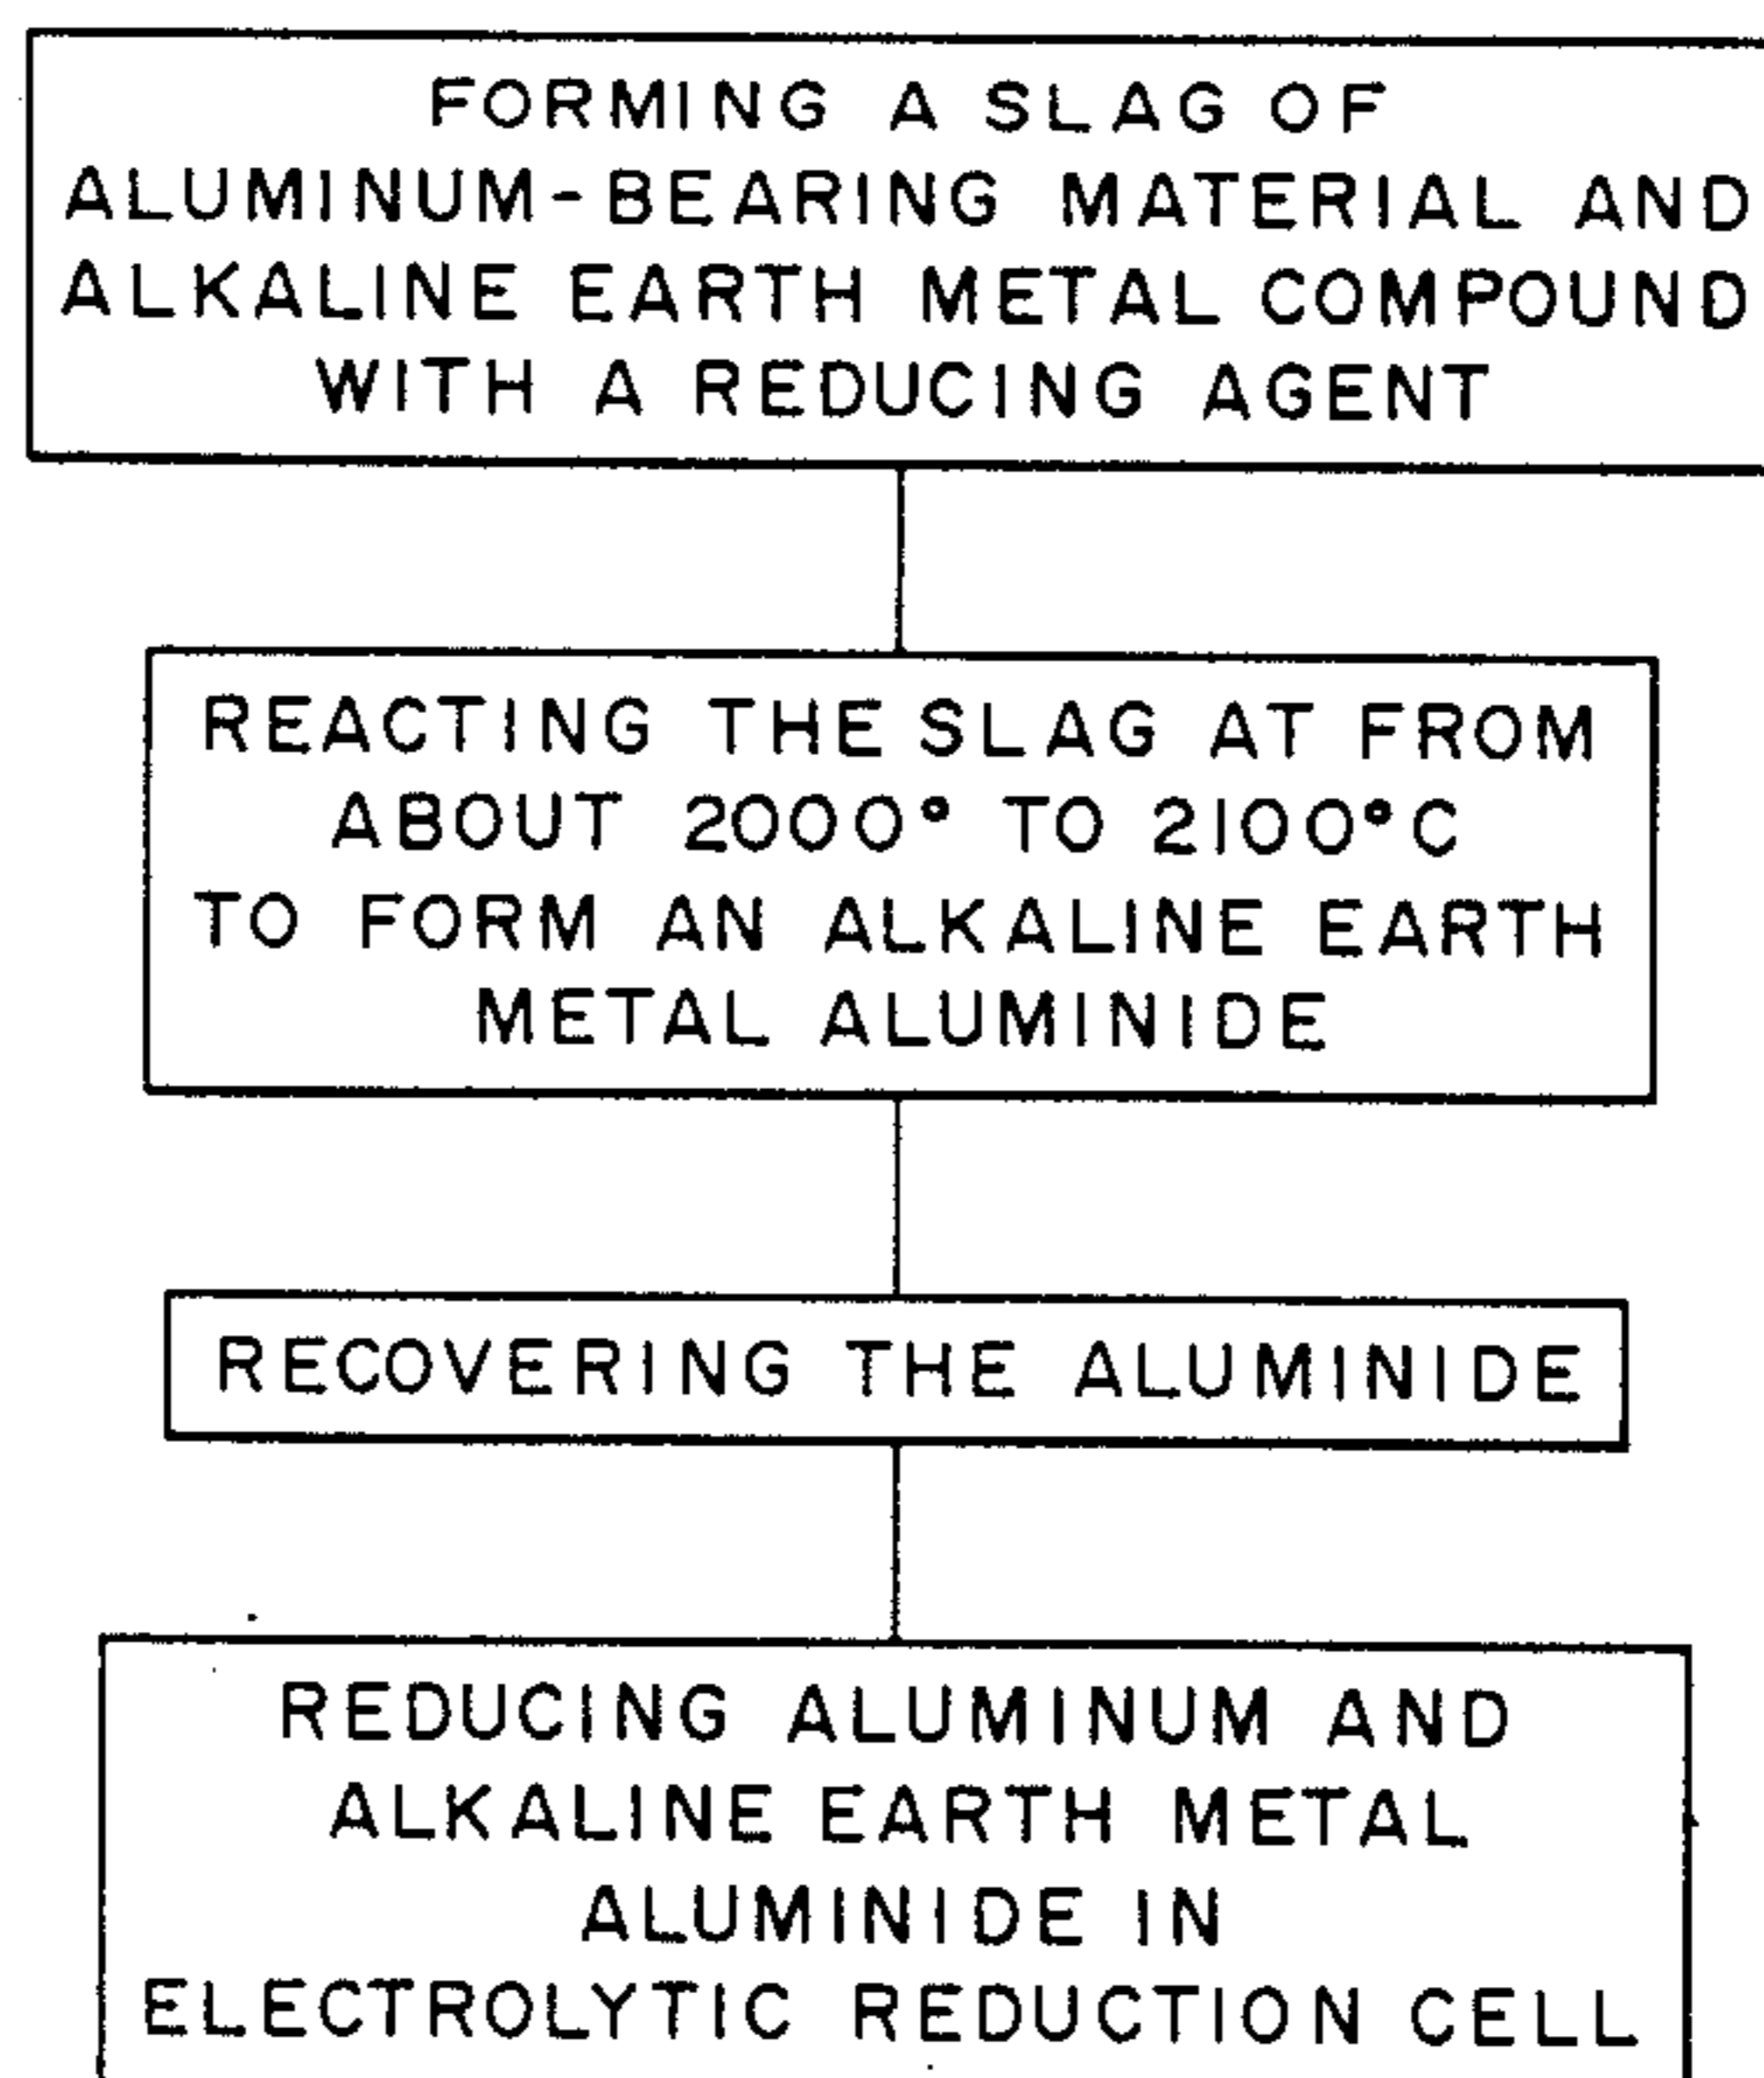 FORMING A SLAG OF
ALUMINUM-BEARING MATERIAL AND
ALKALINE EARTH METAL COMPOUND
WITH A REDUCING AGENT
REACTING THE SLAG AT FROM
ABOUT 2000° TO 2100°C
TO FORM AN ALKALINE EARTH
METAL ALUMINIDE
RECOVERING THE ALUMINIDE
REDUCING ALUMINUM AND
ALKALINE EARTH METAL
ALUMINIDE IN
ELECTROLYTIC REDUCTION CELL